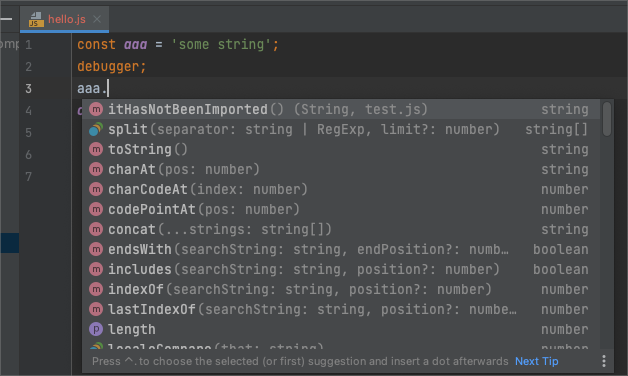 hello.js
JS
omp
1 const aaa = 'some string';
2 debugger;
3 aaa.
4
itHasNotBeenImported() (String, test.js) string
5 split(separator: string | RegExp, limit?: number) string[]
toString() string
6 charAt(pos: number) string
7 charCodeAt(index: number) number
codePointAt(pos: number) number
concat(...strings: string[]) string
endsWith(searchString: string, endPosition?: numb… boolean
includes(searchString: string, position?: number) boolean
indexOf(searchString: string, position?: number) number
lastIndexOf(searchString: string, position?: numbe… number
length number
localeCompare(that: string) number
Press ^. to choose the selected (or first) suggestion and insert a dot afterwards Next Tip